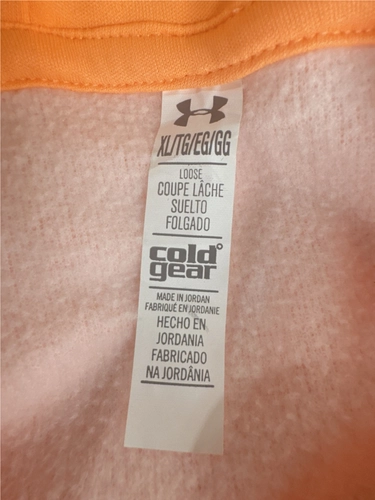 XL/TG/EG/GG
LOOSE
COUPE LÂCHE
SUELTO
FOLGADO
cold
gear
MADE IN JORDAN
FABRIQUÉ EN JORDANIE
HECHO EN
JORDANIA
FABRICADO
NA JORDÂNIA